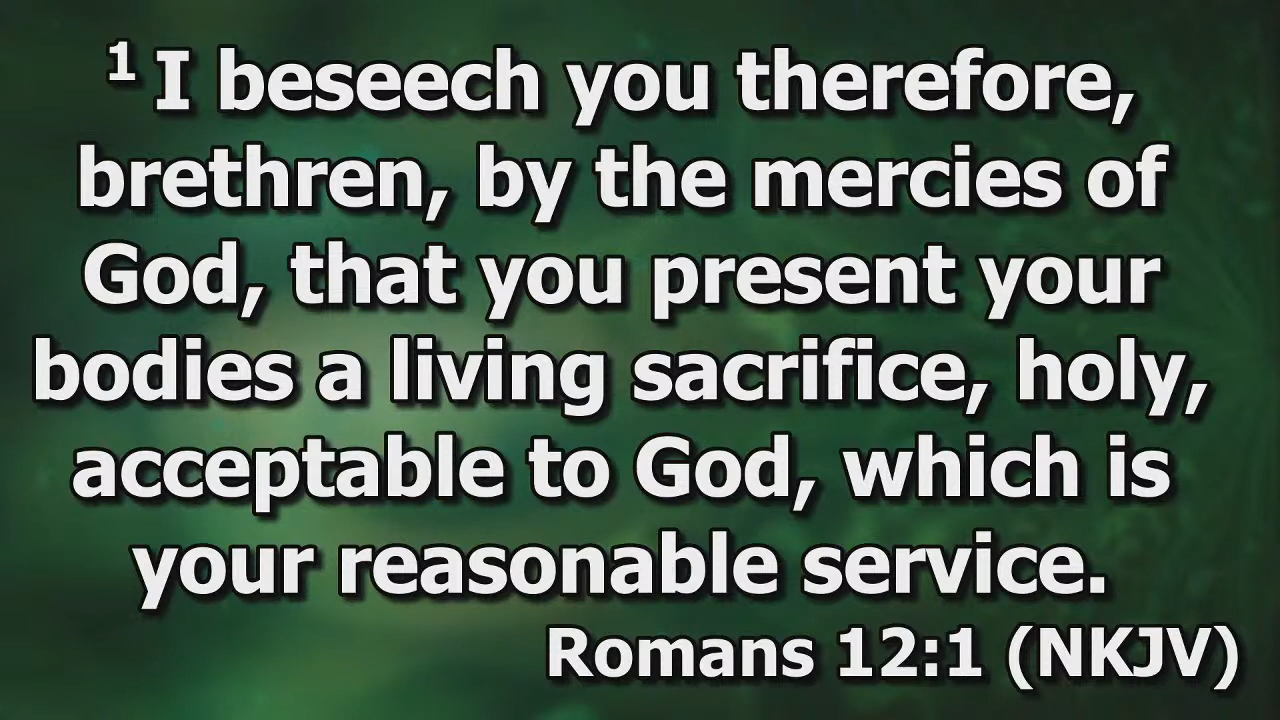 1 I beseech you therefore,
brethren, by the mercies of
God, that you present your
bodies a living sacrifice, holy,
acceptable to God, which is
your reasonable service.
Romans 12:1 (NKJV)